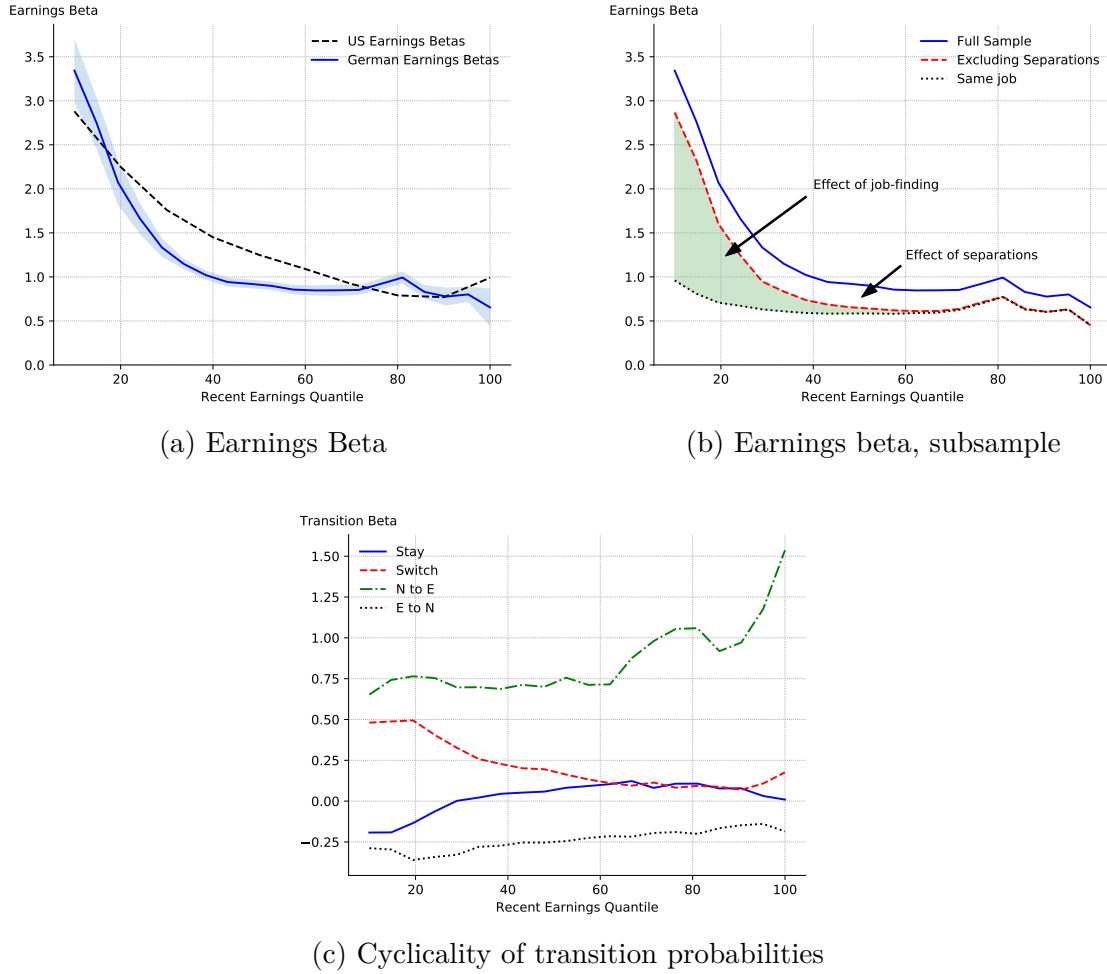 Earnings Beta
US Earnings Betas
German Earnings Betas
3.5
3.0
2.5
2.0
1.5
1.0
0.5
0.0
20
40
60
80
100
Recent Earnings Quantile
(a) Earnings Beta
Earnings Beta
Full Sample
Excluding Separations
Same job
Effect of job-finding
Effect of separations
3.5
3.0
2.5
2.0
1.5
1.0
0.5
0.0
20
40
60
80
100
Recent Earnings Quantile
(b) Earnings beta, subsample
Transition Beta
Stay
Switch
N to E
E to N
1.50
1.25
1.00
0.75
0.50
0.25
0.00
−0.25
20
40
60
80
100
Recent Earnings Quantile
(c) Cyclicality of transition probabilities